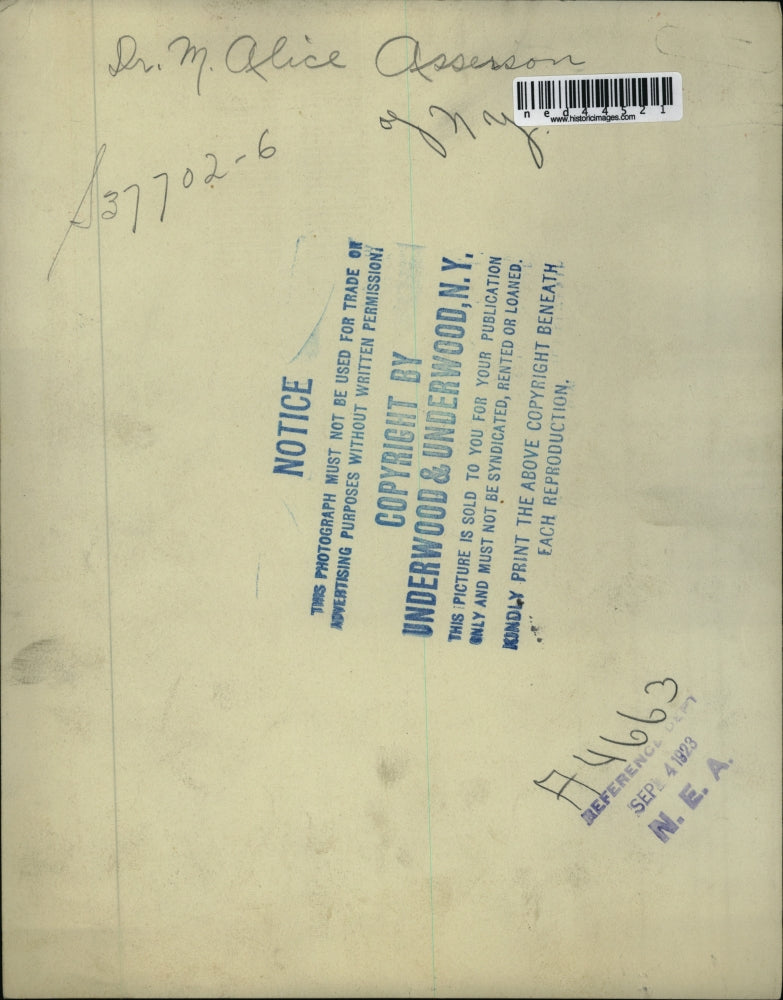 Dr. M. Alice Asserson
of N.Y.
ned44521
www.historicimages.com
S37702-6
NOTICE
THIS PHOTOGRAPH MUST NOT BE USED FOR TRADE OR
ADVERTISING PURPOSES WITHOUT WRITTEN PERMISSION!
COPYRIGHT BY
UNDERWOOD & UNDERWOOD, N.Y.
THIS PICTURE IS SOLD TO YOU FOR YOUR PUBLICATION
ONLY AND MUST NOT BE SYNDICATED, RENTED OR LOANED.
KINDLY PRINT THE ABOVE COPYRIGHT BENEATH
EACH REPRODUCTION.
A4663
REFERENCE DEPT
SEP 4 1923
N. E. A.